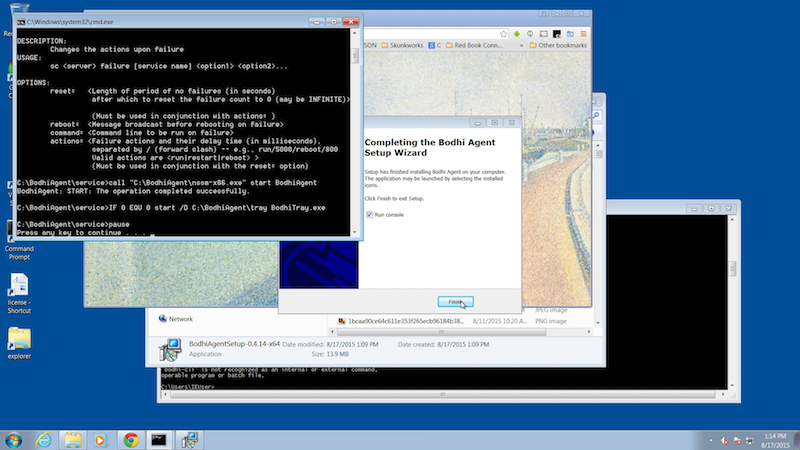 C:\Windows\system32\cmd.exe
DESCRIPTION:
Changes the actions upon failure
USAGE:
sc <server> failure [service name] <option1> <option2>...
OPTIONS:
reset= <Length of period of no failures (in seconds)
after which to reset the failure count to 0 (may be INFINITE)>
(Must be used in conjunction with actions= )
reboot= <Message broadcast before rebooting on failure>
command= <Command line to be run on failure>
actions= <Failure actions and their delay time (in milliseconds),
separated by / (forward slash) -- e.g., run/5000/reboot/800
Valid actions are <run|restart|reboot> >
(Must be used in conjunction with the reset= option)
C:\BodhiAgent\service>call "C:\BodhiAgent\nssm-x86.exe" start BodhiAgent
BodhiAgent: START: The operation completed successfully.
C:\BodhiAgent\service>IF 0 EQU 0 start /D C:\BodhiAgent\tray BodhiTray.exe
C:\BodhiAgent\service>pause
Press any key to continue . . .
SON
Skunkworks
C
Red Book Conn...
»
Other bookmarks
Completing the Bodhi Agent
Setup Wizard
Setup has finished installing Bodhi Agent on your computer.
The application may be launched by selecting the installed
icons.
Click Finish to exit Setup.
Run console
Finish
Command
Prompt
license -
Shortcut
explorer
JPEG image
Network
1bcaa90ce64c611e353f265ecb96184b38...
8/11/2015 10:20 A...
PNG image
BodhiAgentSetup-0.4.14-x64
Date modified: 8/17/2015 1:09 PM
Date created: 8/17/2015 1:09 PM
Application
Size: 13.9 MB
'bodhi-cli' is not recognized as an internal or external command,
operable program or batch file.
C:\Users\IEUser>
1:14 PM
8/17/2015